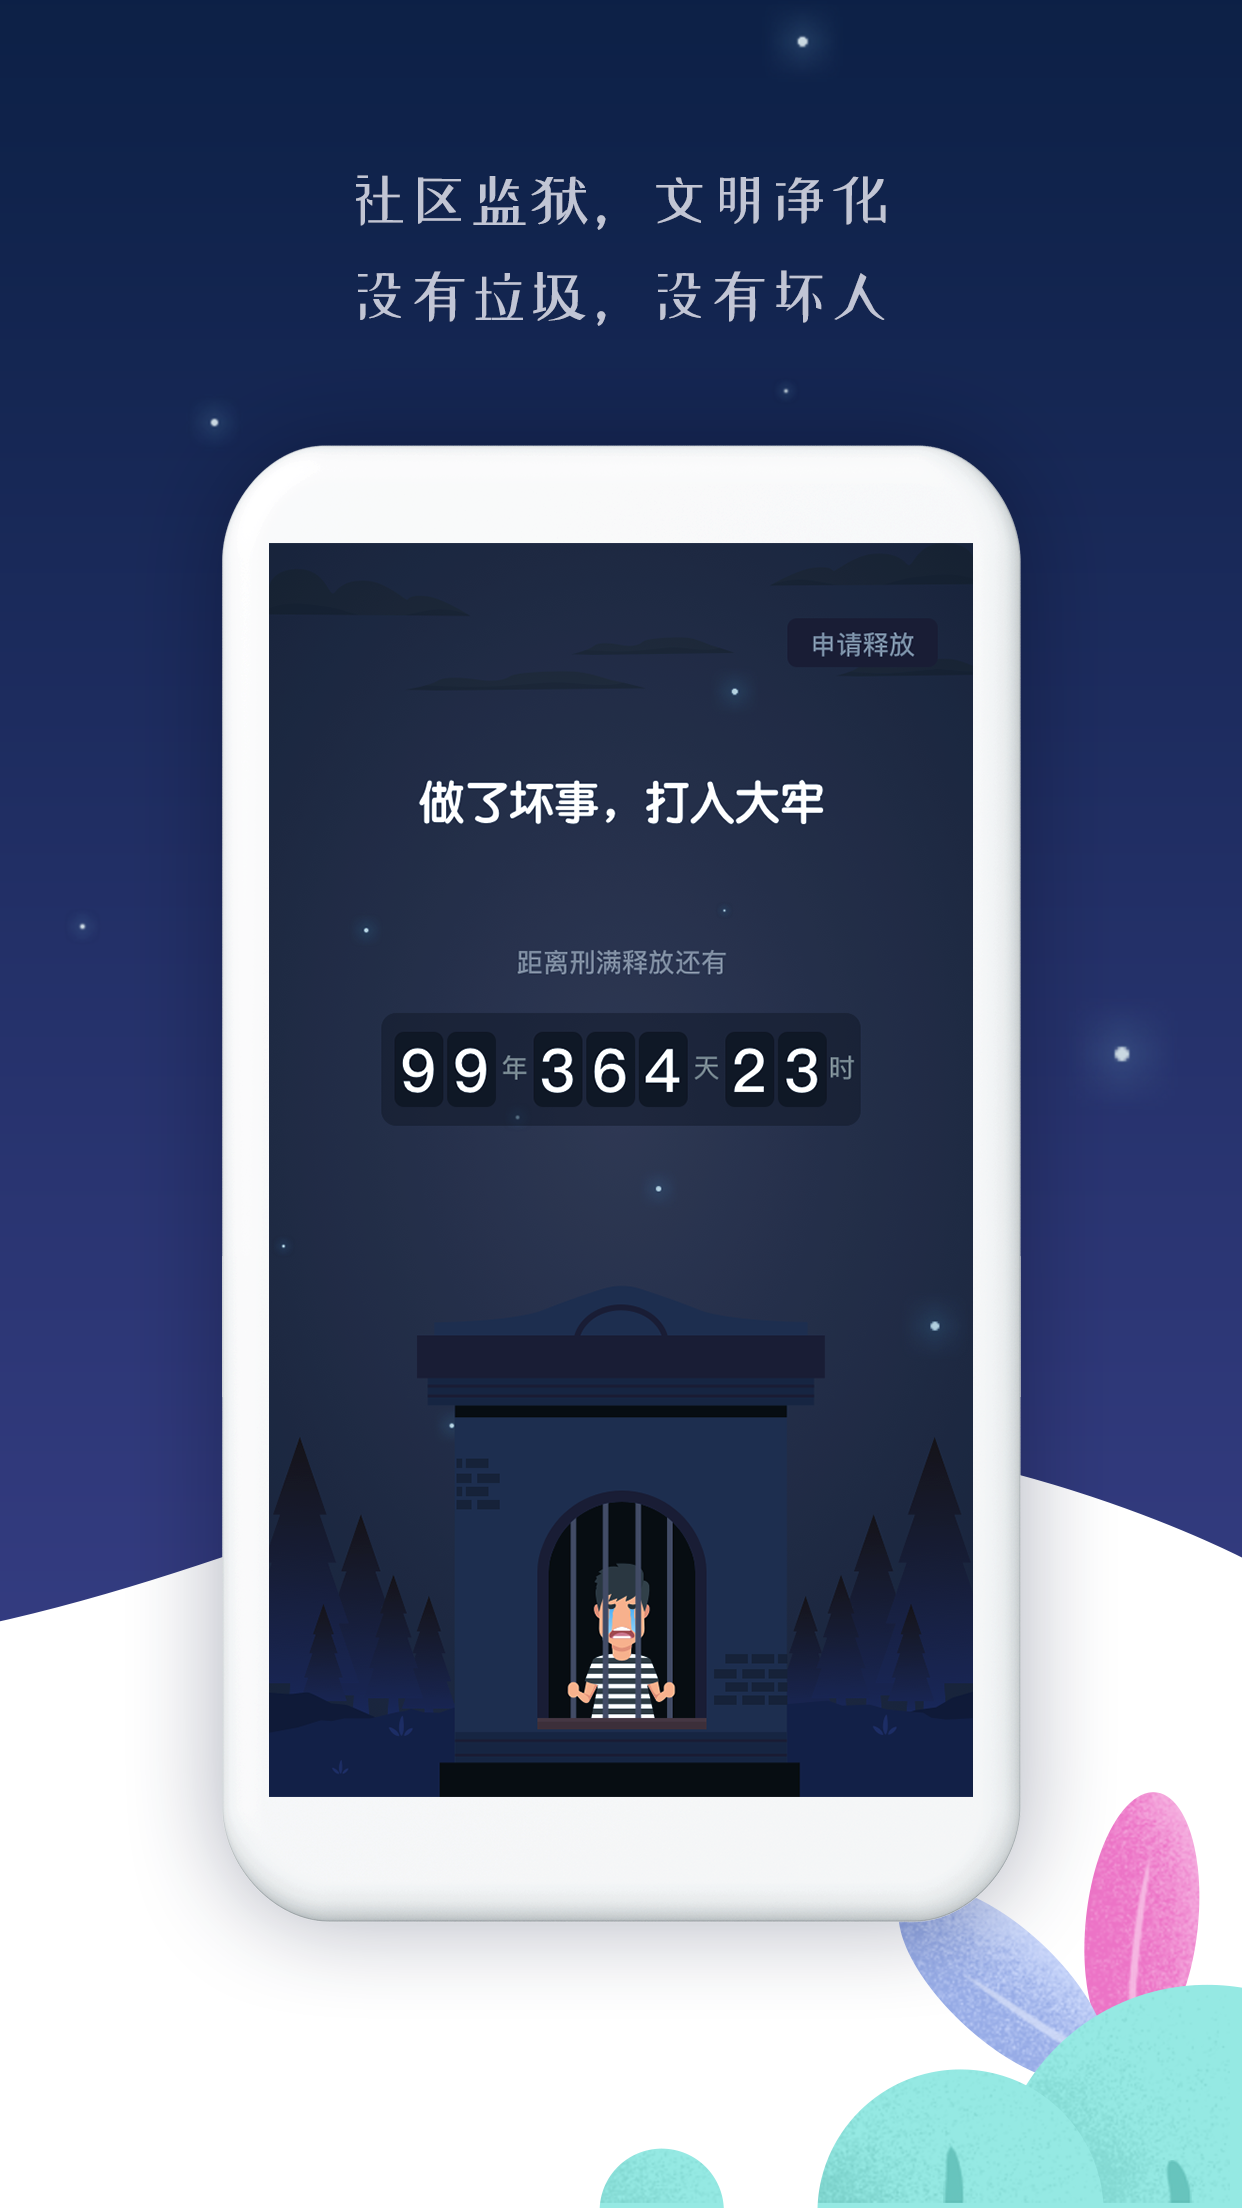 社区监狱，文明净化
没有垃圾，没有坏人
申请释放
做了坏事，打入大牢
距离刑满释放还有
99年364天23时